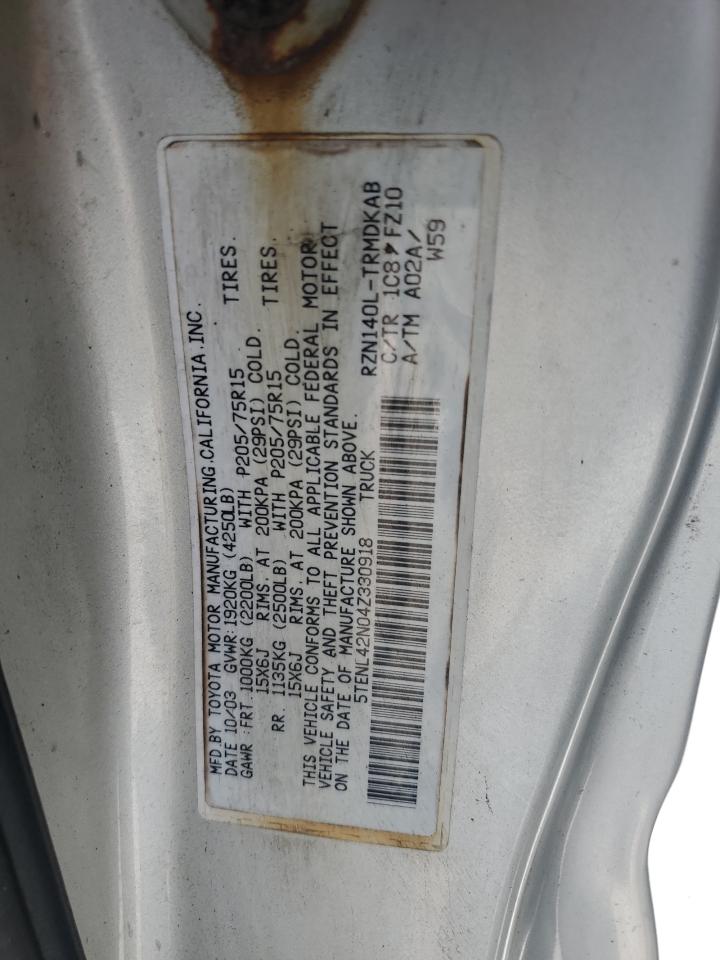 MFD.BY TOYOTA MOTOR MANUFACTURING.CALIFORNIA.INC.
DATE 10/03 GVWR:1920KG (4250LB)
GAWR : FRT.1000KG (2200LB) WITH P205/75R15 TIRES.
15X6J RIMS. AT 200KPA (29PSI) COLD.
RR. 1135KG (2500LB) WITH P205/75R15 TIRES.
15X6J RIMS. AT 200KPA (29PSI) COLD.
THIS VEHICLE CONFORMS TO ALL APPLICABLE FEDERAL MOTOR
VEHICLE SAFETY AND THEFT PREVENTION STANDARDS IN EFFECT
ON THE DATE OF MANUFACTURE SHOWN ABOVE.
5TENL42N04Z330918 TRUCK
RZN140L-TRMDKAB
C/TR 1C8 FZ10
A/TM A02A/
W59